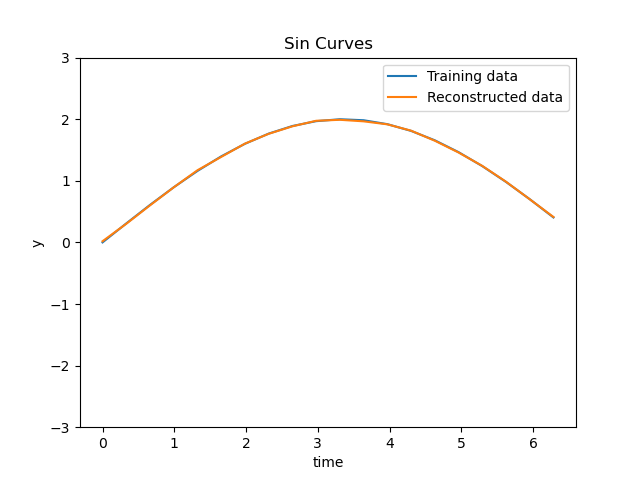 Sin Curves
Training data
Reconstructed data
3
2
1
0
−1
−2
−3
y
0 1 2 3 4 5 6
time